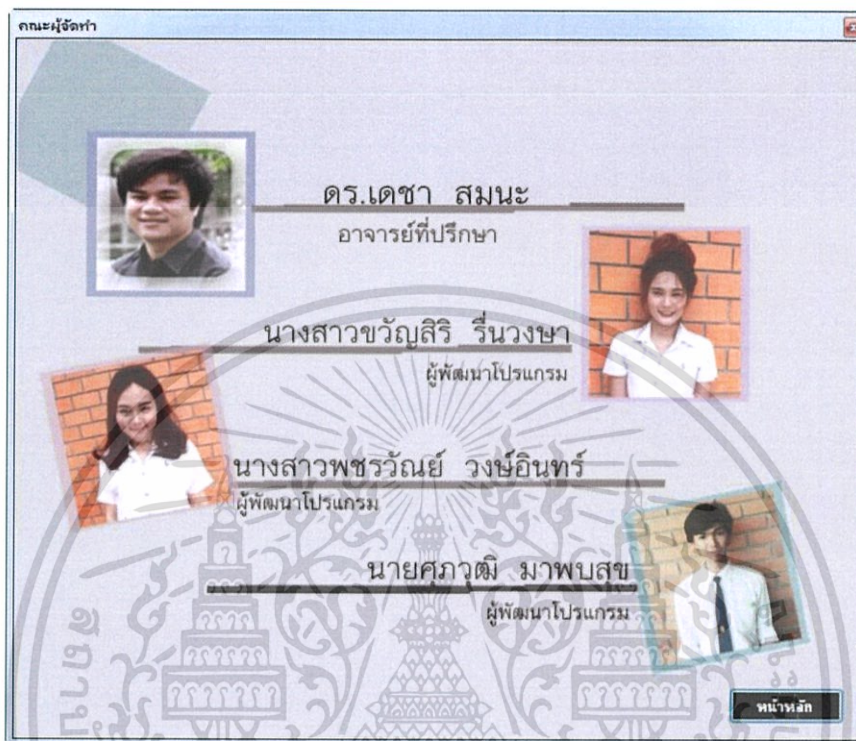 คณะผู้จัดทำ
ดร.เดชา สมนะ
อาจารย์ที่ปรึกษา
นางสาวขวัญสิริ รื่นวงษา
ผู้พัฒนาโปรแกรม
นางสาวพชรวัณย์ วงษ์อินทร์
ผู้พัฒนาโปรแกรม
นายศุภวุฒิ มาพบสุข
ผู้พัฒนาโปรแกรม
หน้าหลัก